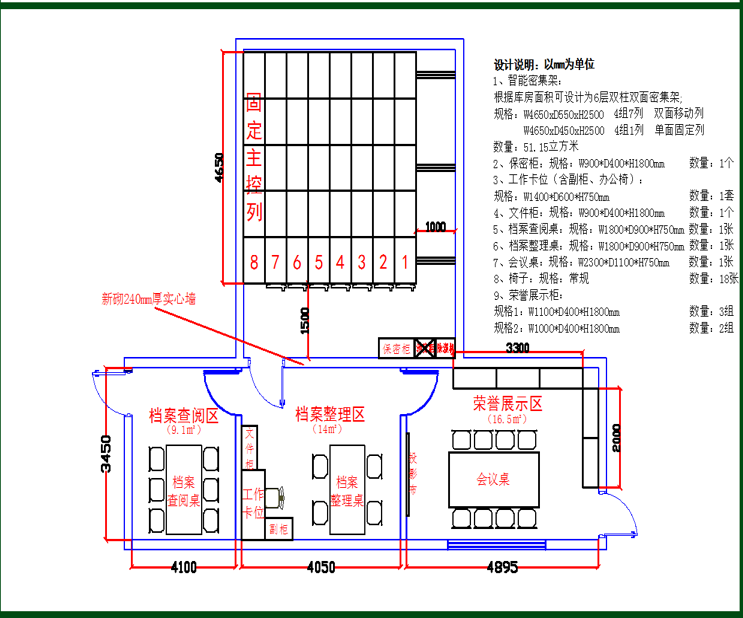 设计说明：以mm为单位
1、智能密集架：
根据库房面积可设计为6层双柱双面密集架;
规格：W4650xD550xH2500 4组7列 双面移动列
W4650xD450xH2500 4组1列 单面固定列
数量：51.15立方米
2、保密柜：规格：W900*D400*H1800mm 数量：1个
3、工作卡位（含副柜、办公椅）：
规格：W1400*D600*H750mm 数量：1套
4、文件柜：规格：W900*D400*H1800mm 数量：1个
5、档案查阅桌：规格：W1800*D900*H750mm 数量：1张
6、档案整理桌：规格：W1800*D900*H750mm 数量：1张
7、会议桌：规格：W2300*D1100*H750mm 数量：1张
8、椅子：规格：常规 数量：18张
9、荣誉展示柜：
规格1：W1100*D400*H1800mm 数量：3组
规格2：W1000*D400*H1800mm 数量：2组
固定主控列
4650
1000
8 7 6 5 4 3 2 1
新砌240mm厚实心墙
1500
保密柜
3300
档案查阅区
（9.1㎡）
档案整理区
（14㎡）
荣誉展示区
（16.5㎡）
3450
2000
文件柜
投影布
档案
查阅桌
档案
整理桌
会议桌
工作
卡位
副柜
4100
4050
4895